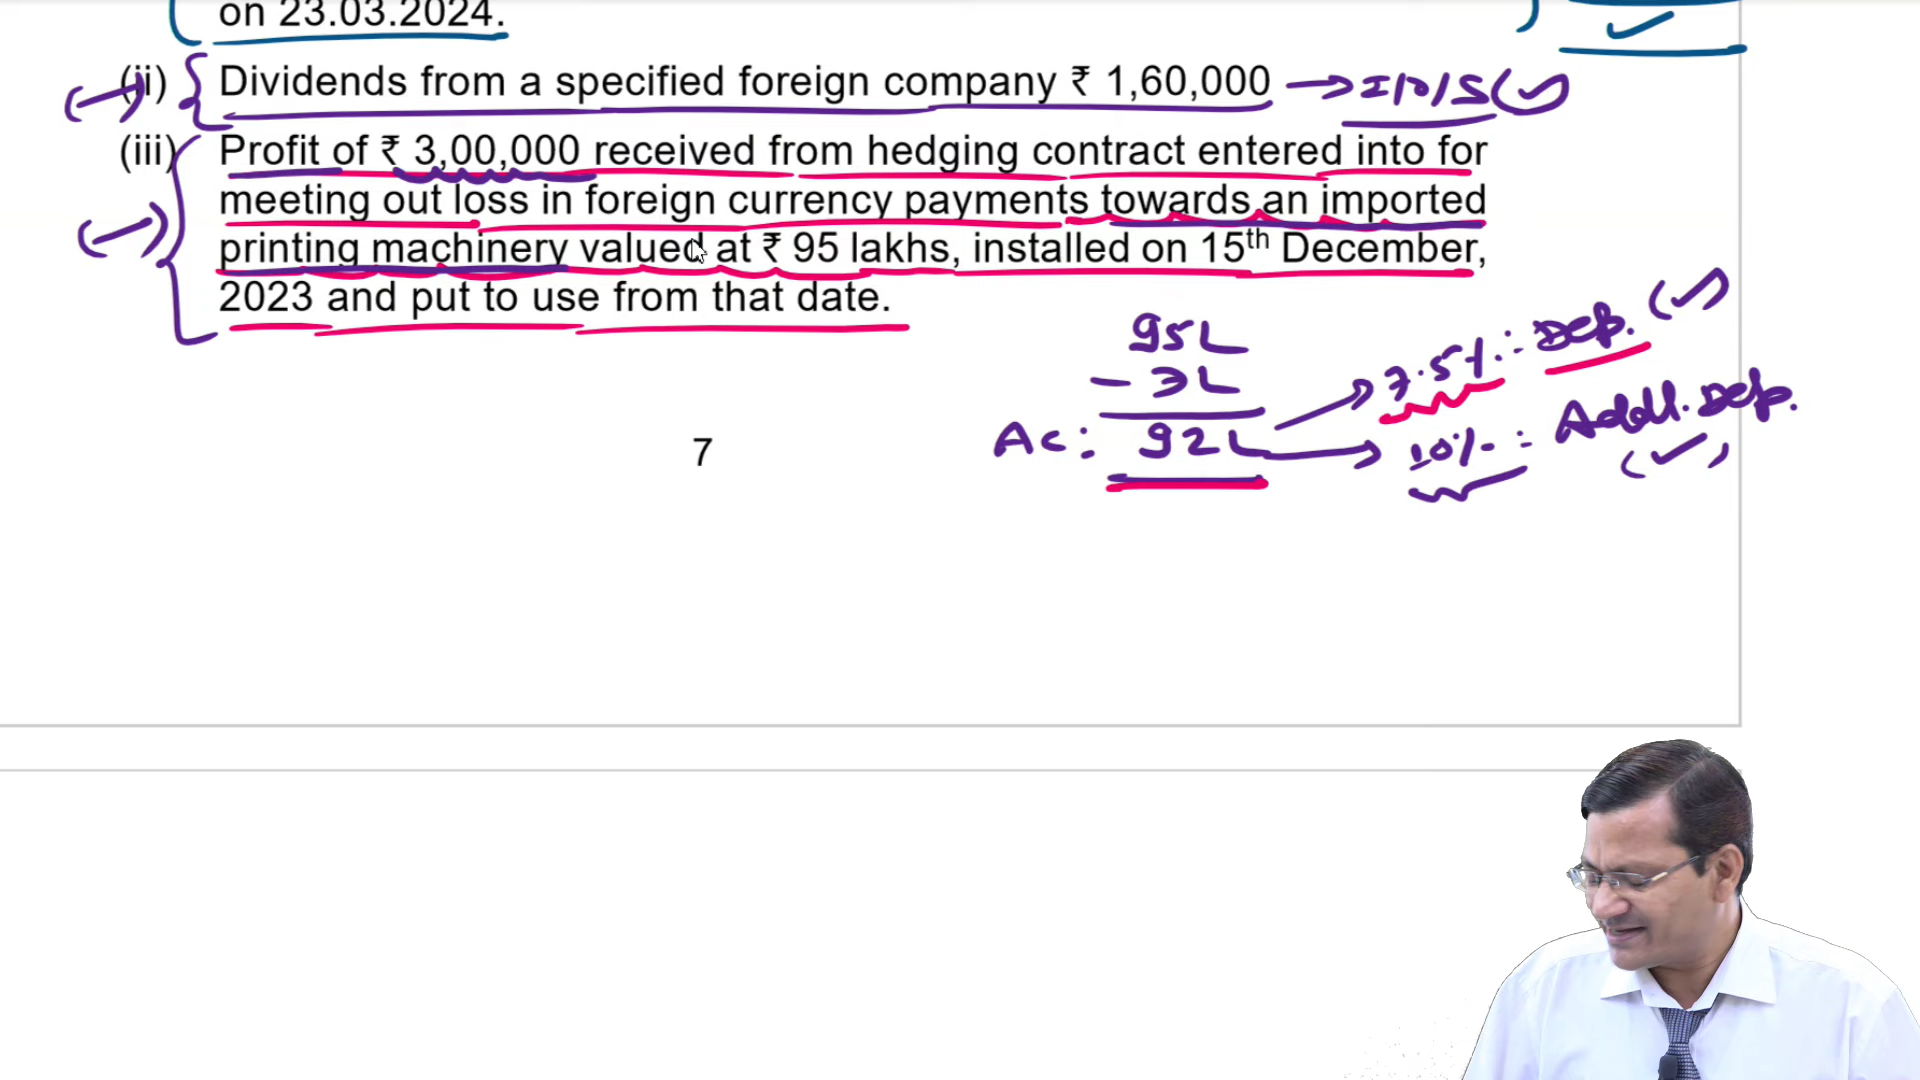 on 23.03.2024.
(ii) Dividends from a specified foreign company ₹ 1,60,000 → I/O/S (✓)
(iii) Profit of ₹ 3,00,000 received from hedging contract entered into for
meeting out loss in foreign currency payments towards an imported
printing machinery valued at ₹ 95 lakhs, installed on 15th December,
2023 and put to use from that date.
95L
- 3L
AC: 92L
7.5% : Dep. (✓)
10% : Addl. Dep. (✓)
7